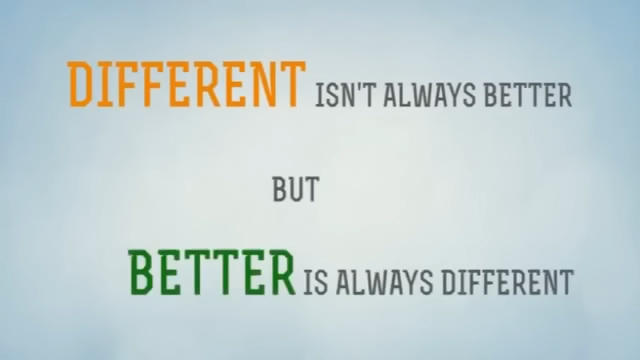 DIFFERENT ISN'T ALWAYS BETTER
BUT
BETTER IS ALWAYS DIFFERENT